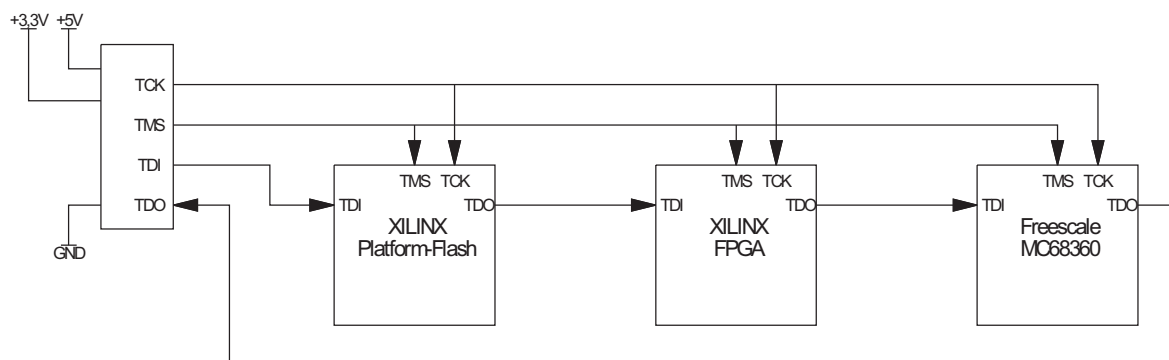 +3.3V
+5V
TCK
TMS
TDI
TDO
GND
TMS TCK
TDI TDO
XILINX
Platform-Flash
TMS TCK
TDI TDO
XILINX
FPGA
TMS TCK
TDI TDO
Freescale
MC68360